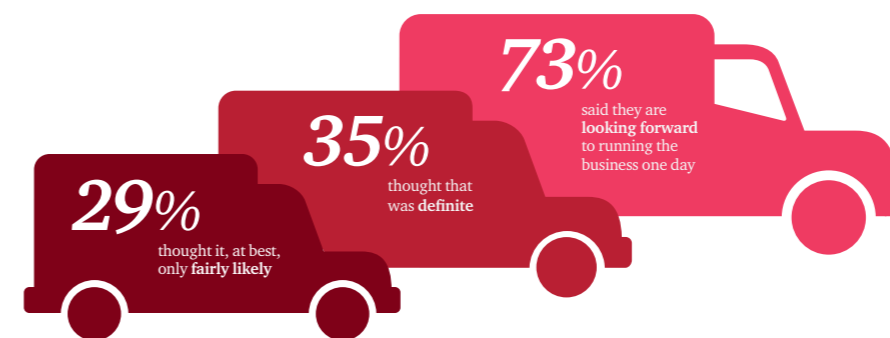 73%
said they are
looking forward
to running the
business one day
35%
thought that
was definite
29%
thought it, at best,
only fairly likely